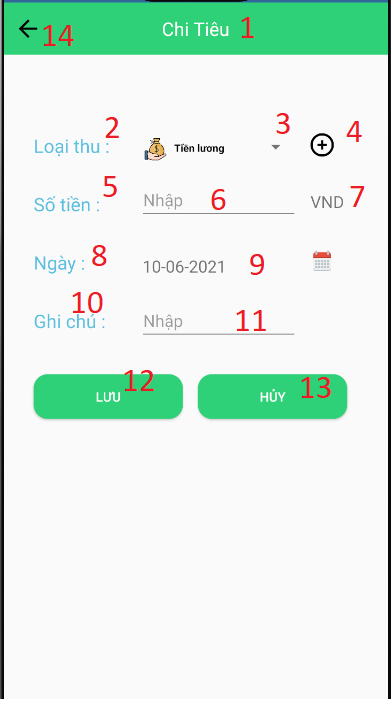 14 Chi Tiêu 1
Loại thu : 2 Tiền lương 3 4
Số tiền : 5 Nhập 6 VND 7
Ngày : 8 10-06-2021 9
Ghi chú : 10 Nhập 11
LƯU 12 HỦY 13